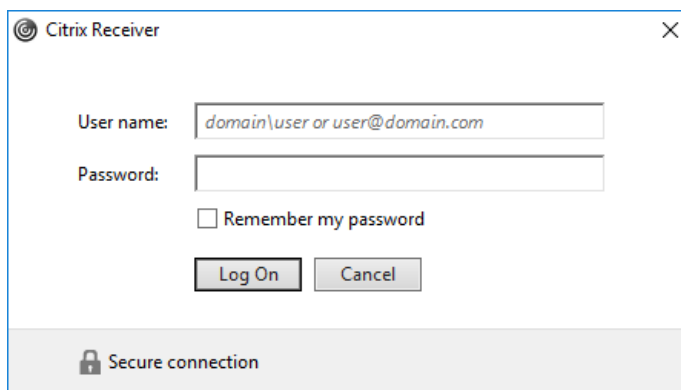 Citrix Receiver
User name: domain\user or user@domain.com
Password:
Remember my password
Log On Cancel
Secure connection